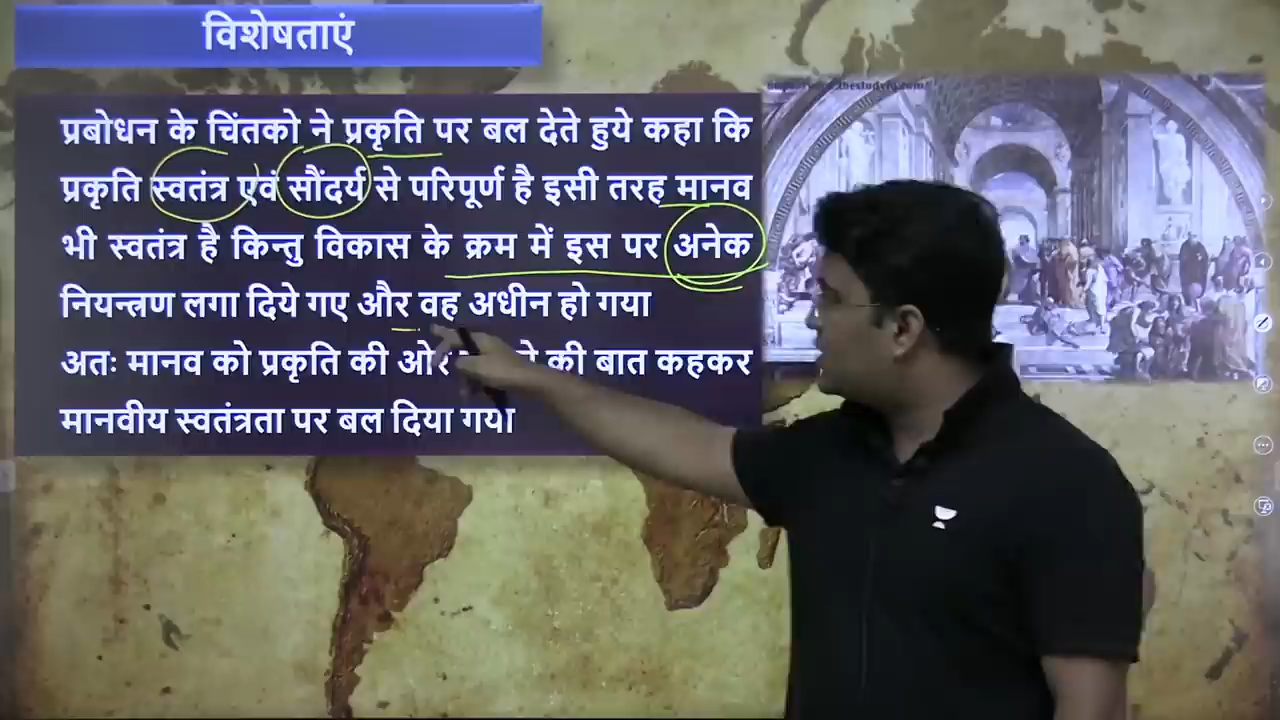 विशेषताएं
प्रबोधन के चिंतको ने प्रकृति पर बल देते हुये कहा कि
प्रकृति स्वतंत्र एवं सौंदर्य से परिपूर्ण है इसी तरह मानव
भी स्वतंत्र है किन्तु विकास के क्रम में इस पर अनेक
नियन्त्रण लगा दिये गए और वह अधीन हो गया
अतः मानव को प्रकृति की ओर की बात कहकर
मानवीय स्वतंत्रता पर बल दिया गया